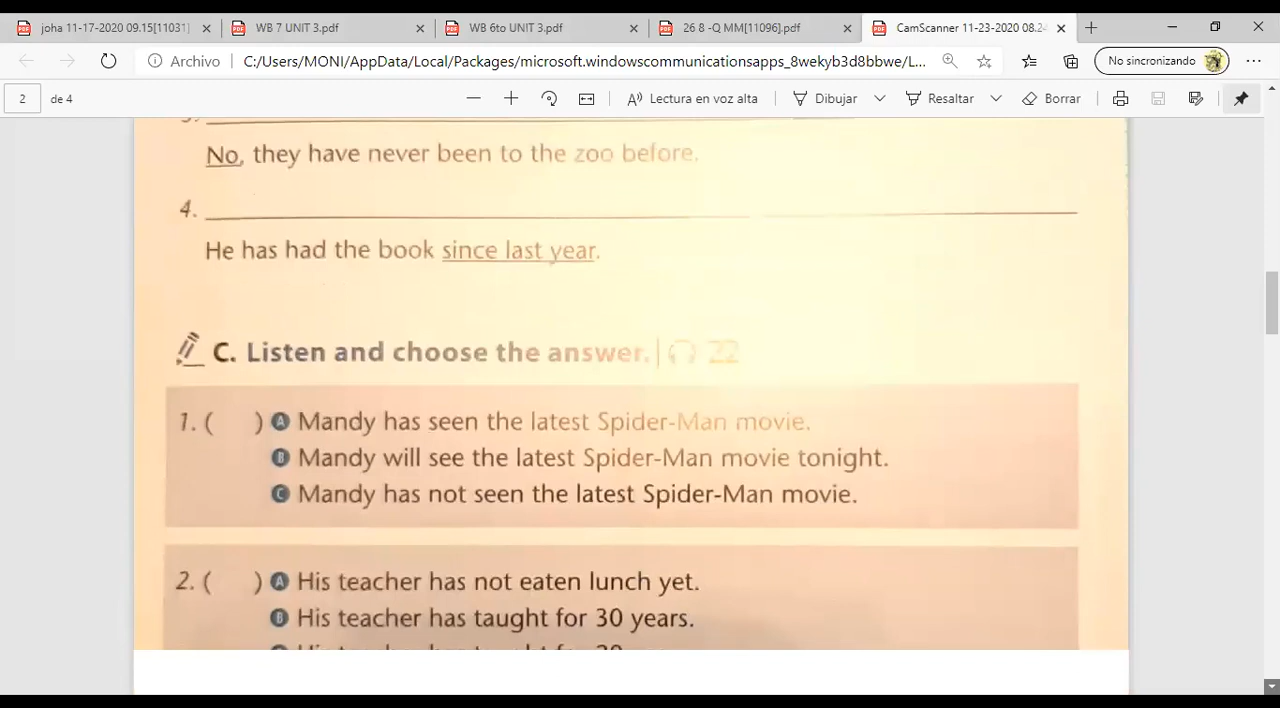 joha 11-17-2020 09.15[11031]
WB 7 UNIT 3.pdf
WB 6to UNIT 3.pdf
26 8 -Q MM[11096].pdf
CamScanner 11-23-2020 08.2
Archivo
C:/Users/MONI/AppData/Local/Packages/microsoft.windowscommunicationsapps_8wekyb3d8bbwe/L...
No sincronizando
2
de 4
Lectura en voz alta
Dibujar
Resaltar
Borrar
No, they have never been to the zoo before.
4.
He has had the book since last year.
C. Listen and choose the answer. | 22
1. ( ) A Mandy has seen the latest Spider-Man movie.
B Mandy will see the latest Spider-Man movie tonight.
C Mandy has not seen the latest Spider-Man movie.
2. ( ) A His teacher has not eaten lunch yet.
B His teacher has taught for 30 years.